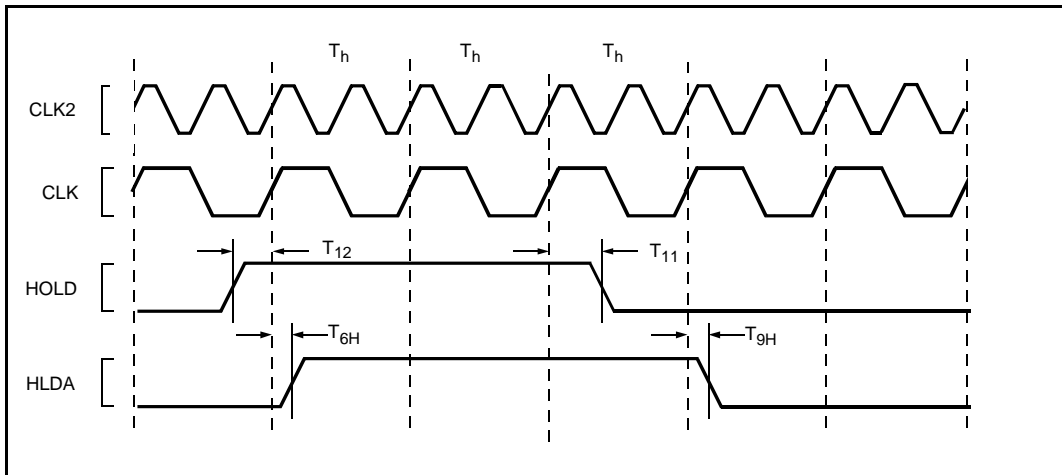 Th Th Th
CLK2
CLK
T12 T11
HOLD
T6H T9H
HLDA